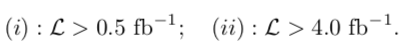 (i) : ℒ > 0.5 fb⁻¹;   (ii) : ℒ > 4.0 fb⁻¹.